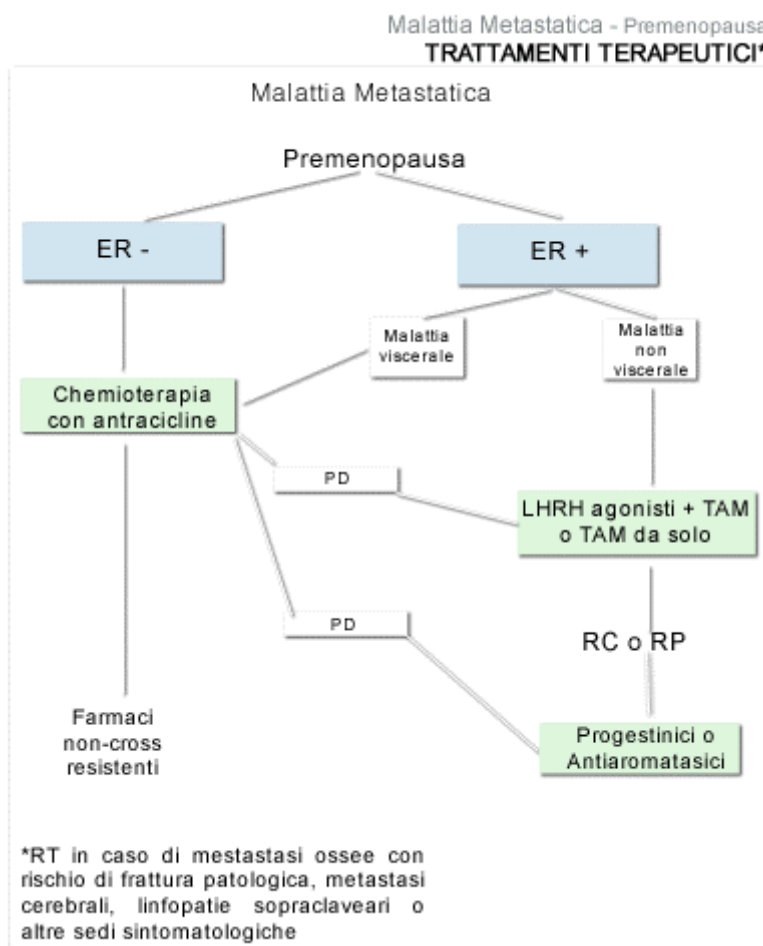 Malattia Metastatica - Premenopausa
TRATTAMENTI TERAPEUTICI*
Malattia Metastatica
Premenopausa
ER -
ER +
Malattia
viscerale
Malattia
non
viscerale
Chemioterapia
con antracicline
PD
LHRH agonisti + TAM
o TAM da solo
PD
RC o RP
Farmaci
non-cross
resistenti
Progestinici o
Antiaromatasici
*RT in caso di mestastasi ossee con
rischio di frattura patologica, metastasi
cerebrali, linfopatie sopraclaveari o
altre sedi sintomatologiche